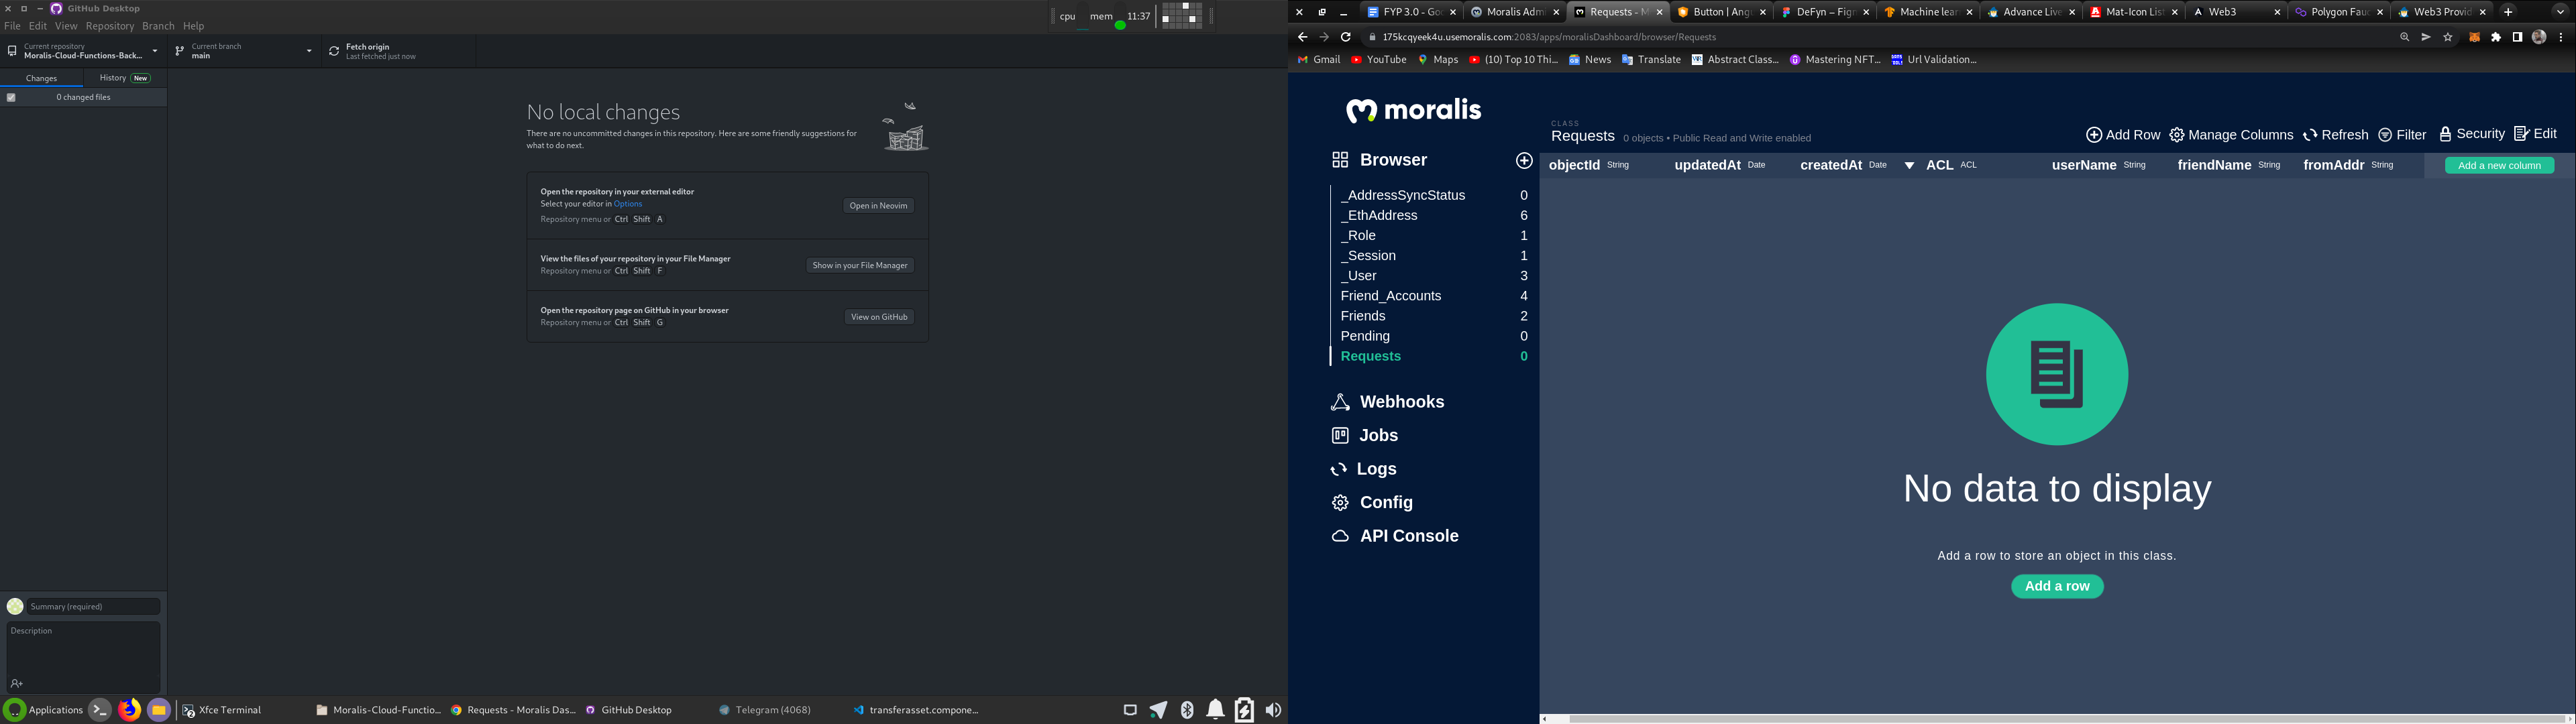 GitHub Desktop
cpu mem 11:37
File Edit View Repository Branch Help
Current repository
Moralis-Cloud-Functions-Back...
Current branch
main
Fetch origin
Last fetched just now
Changes
History New
0 changed files
No local changes
There are no uncommitted changes in this repository. Here are some friendly suggestions for
what to do next.
Open the repository in your external editor
Select your editor in Options
Repository menu or Ctrl Shift A
Open in Neovim
View the files of your repository in your File Manager
Repository menu or Ctrl Shift F
Show in your File Manager
Open the repository page on GitHub in your browser
Repository menu or Ctrl Shift G
View on GitHub
Summary (required)
Description
Applications
Xfce Terminal
Moralis-Cloud-Functio...
Requests - Moralis Das...
GitHub Desktop
Telegram (4068)
transferasset.compone...
FYP 3.0 - Goo
Moralis Adm
Requests - M
Button | Angu
DeFyn – Figm
Machine lear
Advance Live
Mat-Icon List
Web3
Polygon Fauc
Web3 Provid
175kcqyeek4u.usemoralis.com:2083/apps/moralisDashboard/browser/Requests
Gmail
YouTube
Maps
(10) Top 10 Thi...
News
Translate
Abstract Class...
Mastering NFT...
Url Validation...
moralis
Browser
_AddressSyncStatus 0
_EthAddress 6
_Role 1
_Session 1
_User 3
Friend_Accounts 4
Friends 2
Pending 0
Requests 0
Webhooks
Jobs
Logs
Config
API Console
CLASS
Requests 0 objects • Public Read and Write enabled
Add Row Manage Columns Refresh Filter Security Edit
objectId String updatedAt Date createdAt Date ACL ACL userName String friendName String fromAddr String Add a new column
No data to display
Add a row to store an object in this class.
Add a row